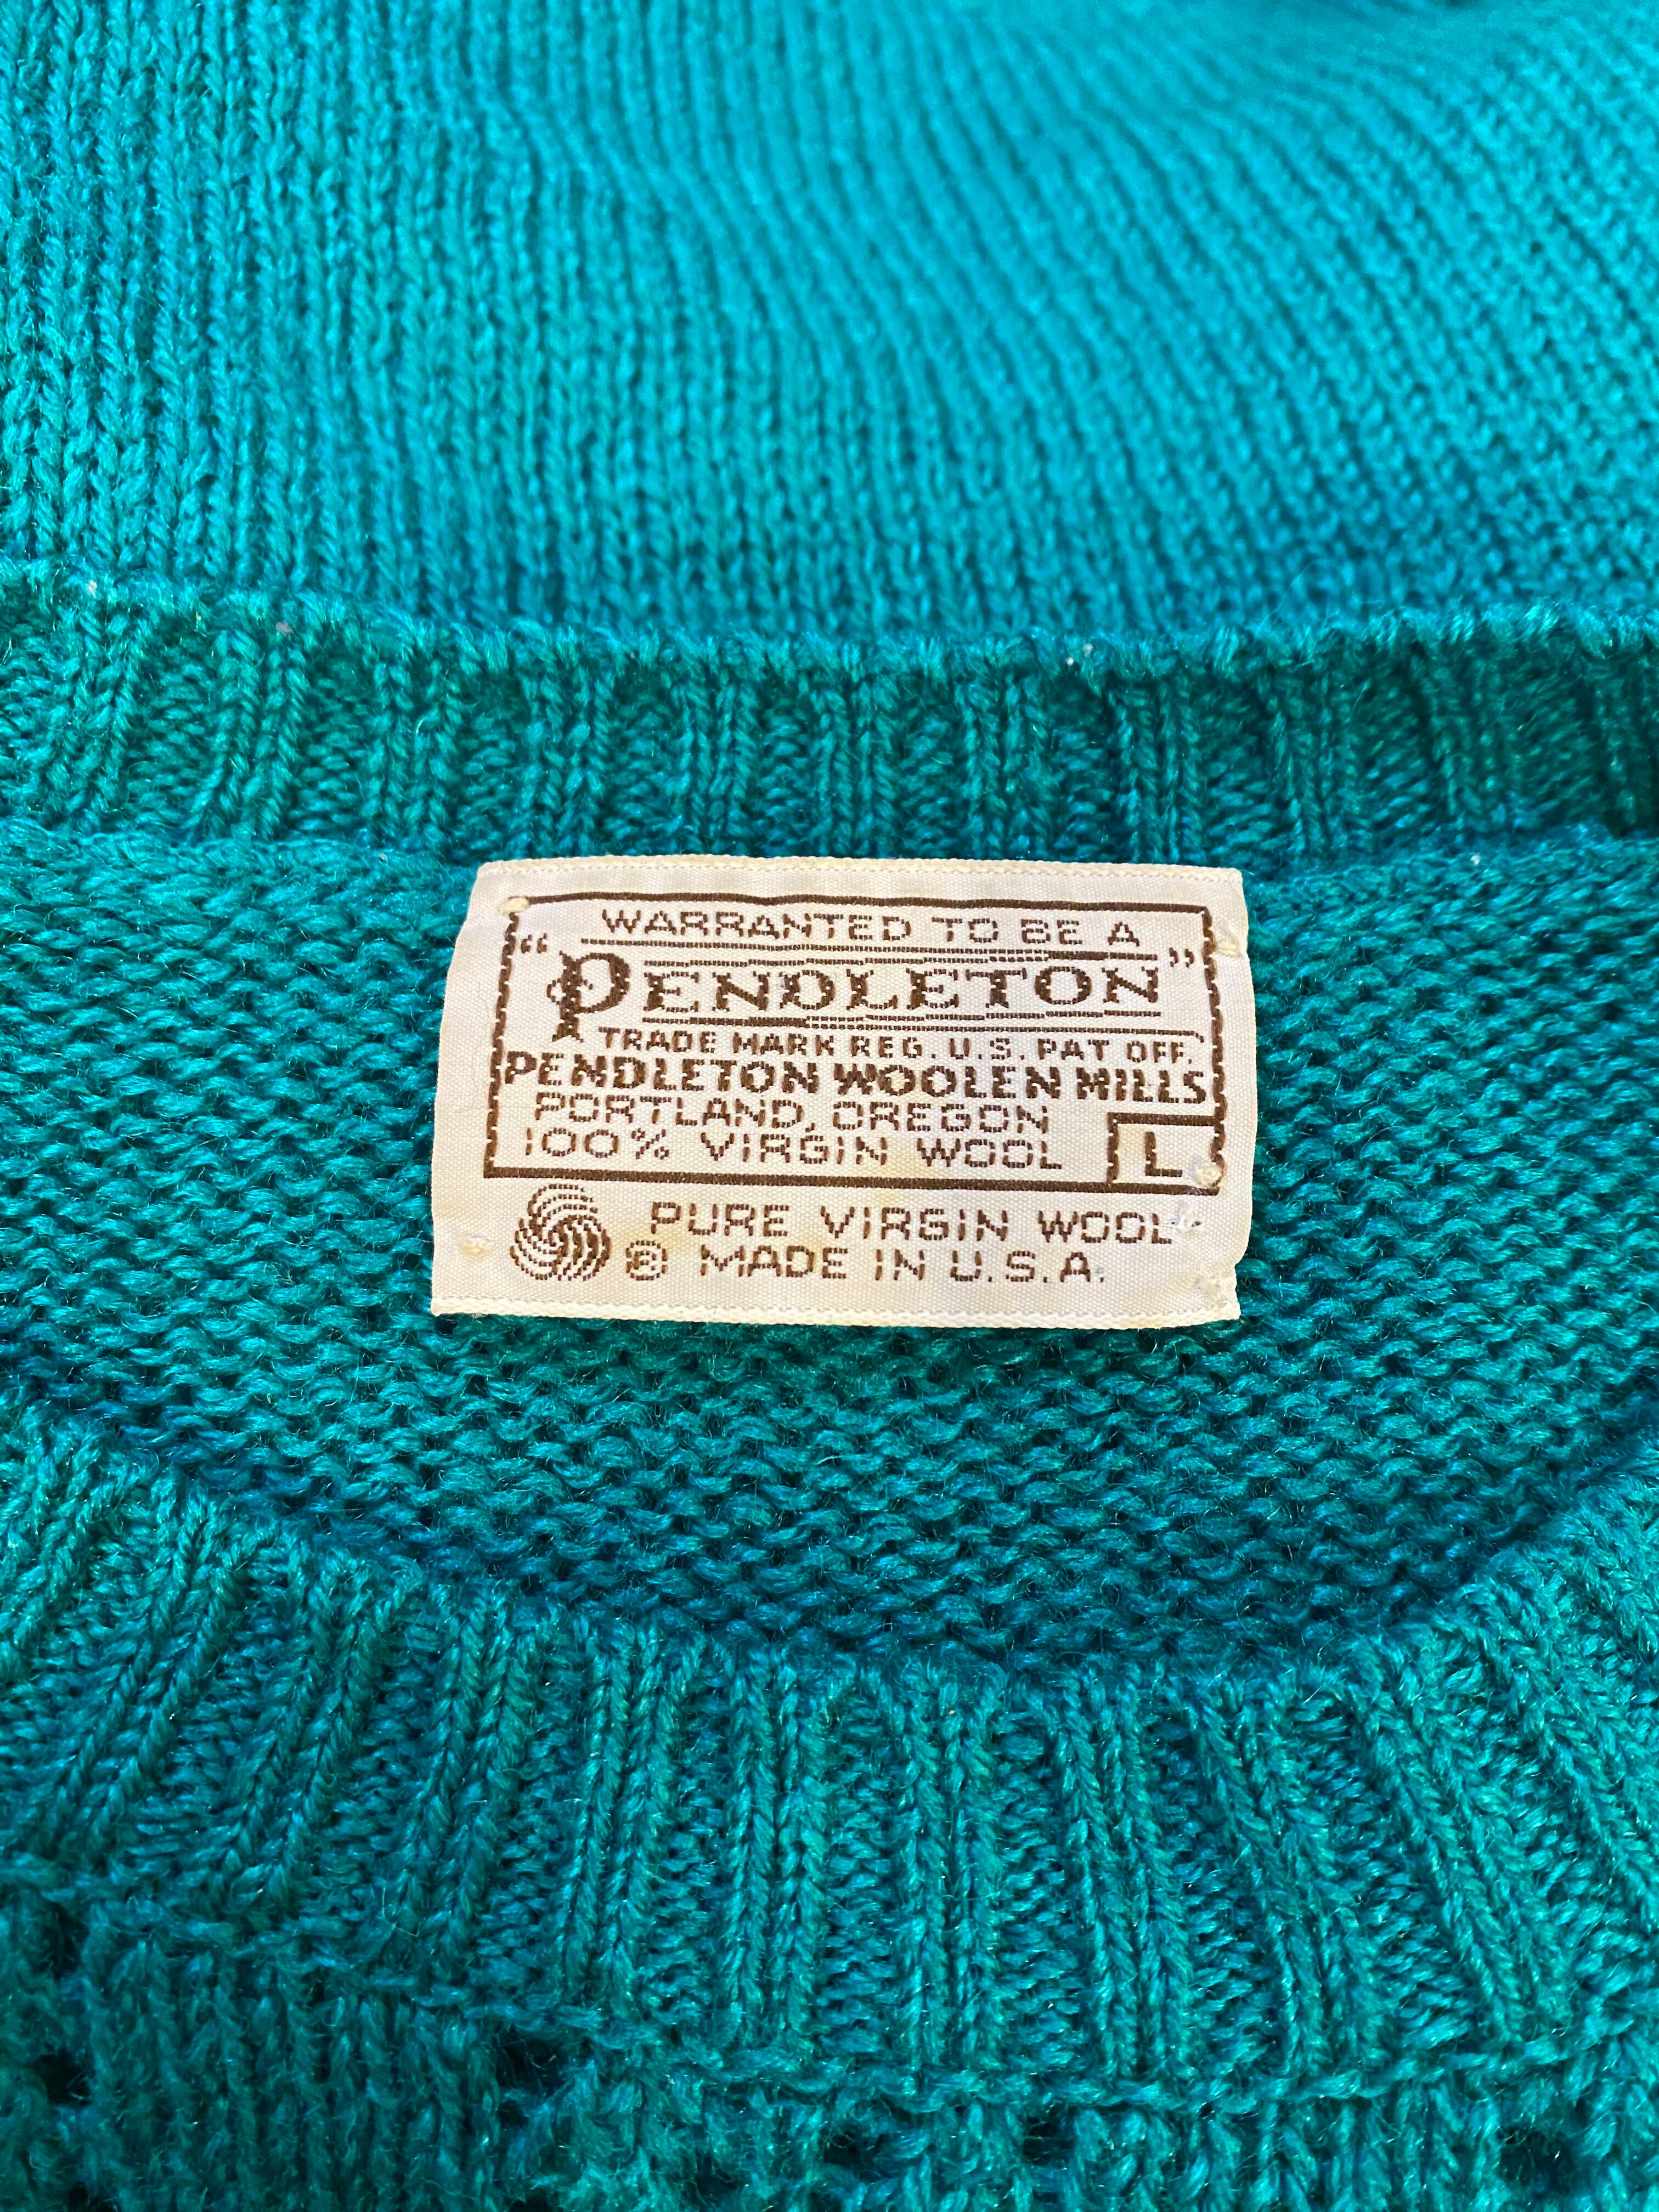 WARRANTED TO BE A
"PENDLETON"
TRADE MARK REG. U.S. PAT OFF.
PENDLETON WOOLEN MILLS
PORTLAND, OREGON
100% VIRGIN WOOL
L
PURE VIRGIN WOOL
® MADE IN U.S.A.